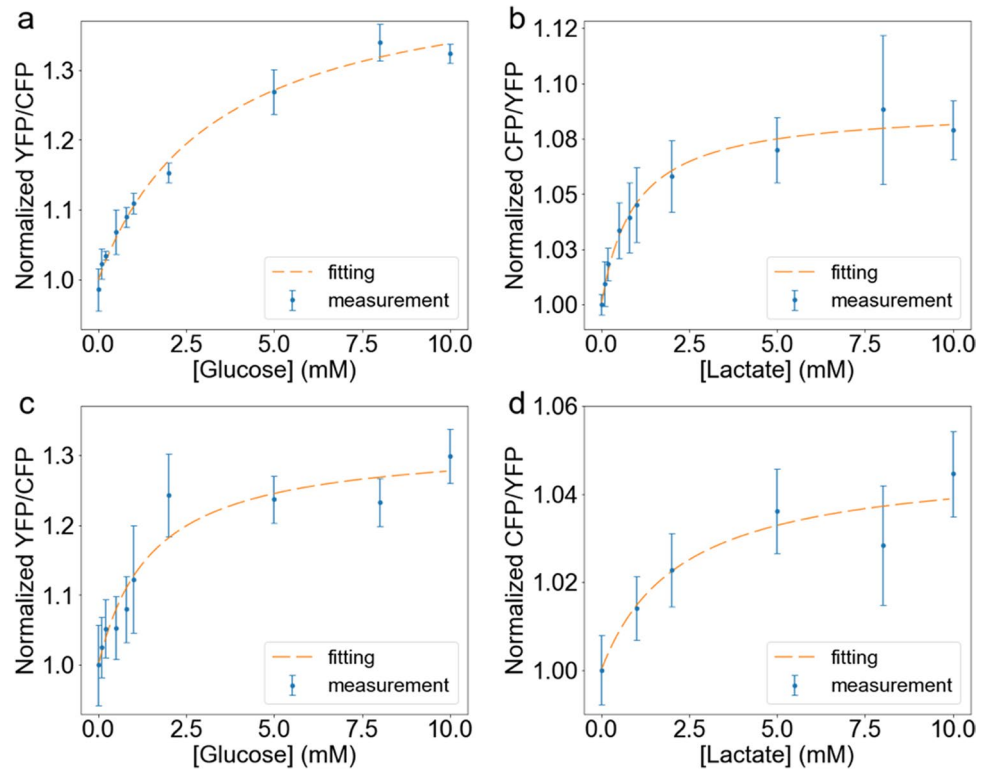 a
Normalized YFP/CFP
1.3
1.2
1.1
1.0
fitting
measurement
0.0 2.5 5.0 7.5 10.0
[Glucose] (mM)
b
Normalized CFP/YFP
1.12
1.10
1.08
1.05
1.03
1.00
fitting
measurement
0.0 2.5 5.0 7.5 10.0
[Lactate] (mM)
c
Normalized YFP/CFP
1.3
1.2
1.1
1.0
fitting
measurement
0.0 2.5 5.0 7.5 10.0
[Glucose] (mM)
d
Normalized CFP/YFP
1.06
1.04
1.02
1.00
fitting
measurement
0.0 2.5 5.0 7.5 10.0
[Lactate] (mM)